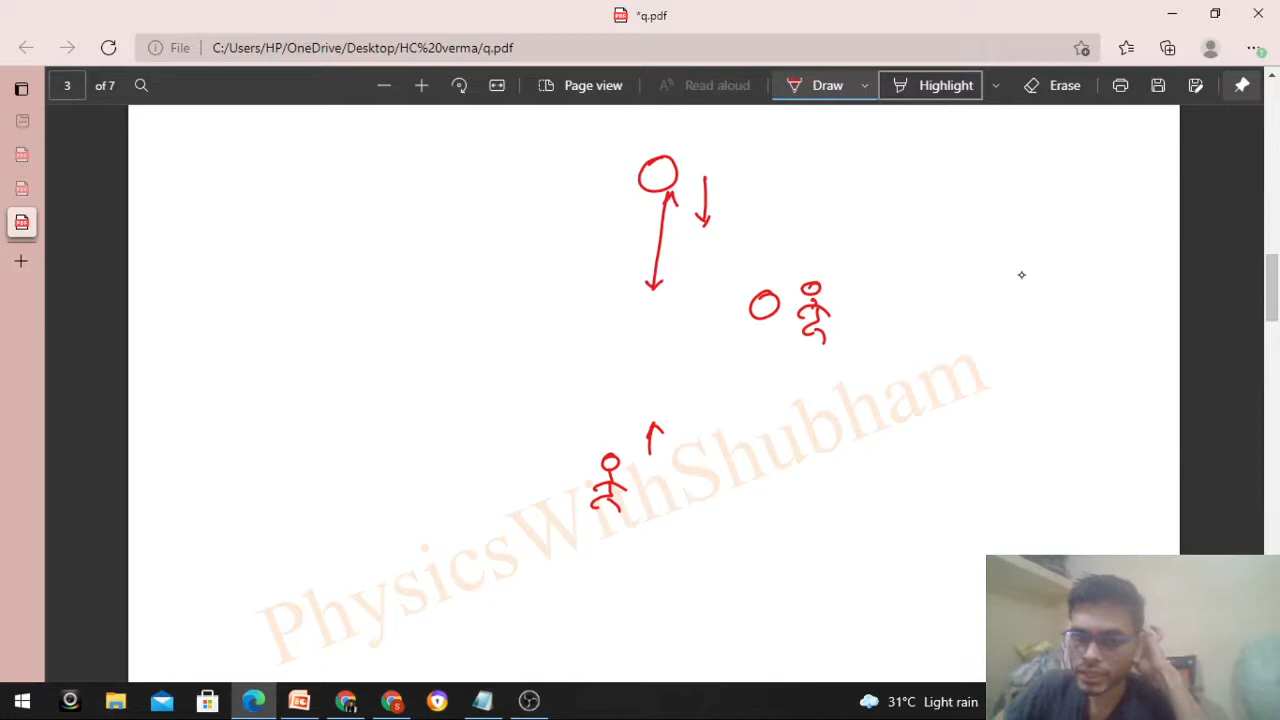 *q.pdf
File C:/Users/HP/OneDrive/Desktop/HC%20verma/q.pdf
3 of 7 Page view Read aloud Draw Highlight Erase
PhysicsWithShubham
31°C Light rain